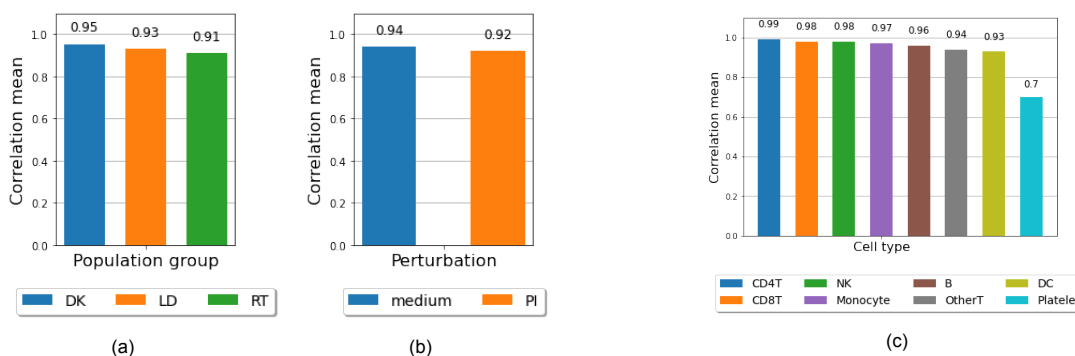 0.95
0.93
0.91
1.0
0.8
0.6
0.4
0.2
0.0
Correlation mean
Population group
DK LD RT
(a)
0.94
0.92
1.0
0.8
0.6
0.4
0.2
0.0
Correlation mean
Perturbation
medium PI
(b)
0.99 0.98 0.98 0.97 0.96 0.94 0.93
0.7
1.0
0.8
0.6
0.4
0.2
0.0
Correlation mean
Cell type
CD4T NK B DC
CD8T Monocyte OtherT Platele
(c)